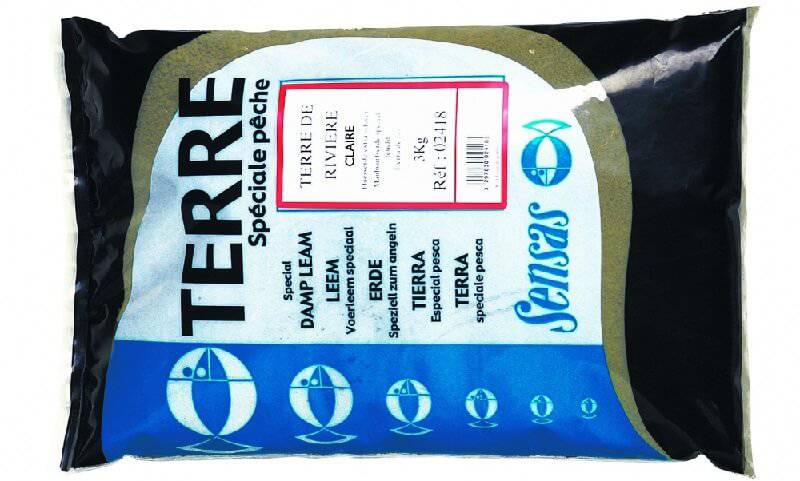 TERRE
Spéciale pêche
TERRE DE
RIVIERE
CLAIRE
3Kg
Réf : 02418
Special
DAMP LEAM
LEEM
Voerleem speciaal
ERDE
Speziell zum angeln
TIERRA
Especial pesca
TERRA
speciale pesca
Sensas